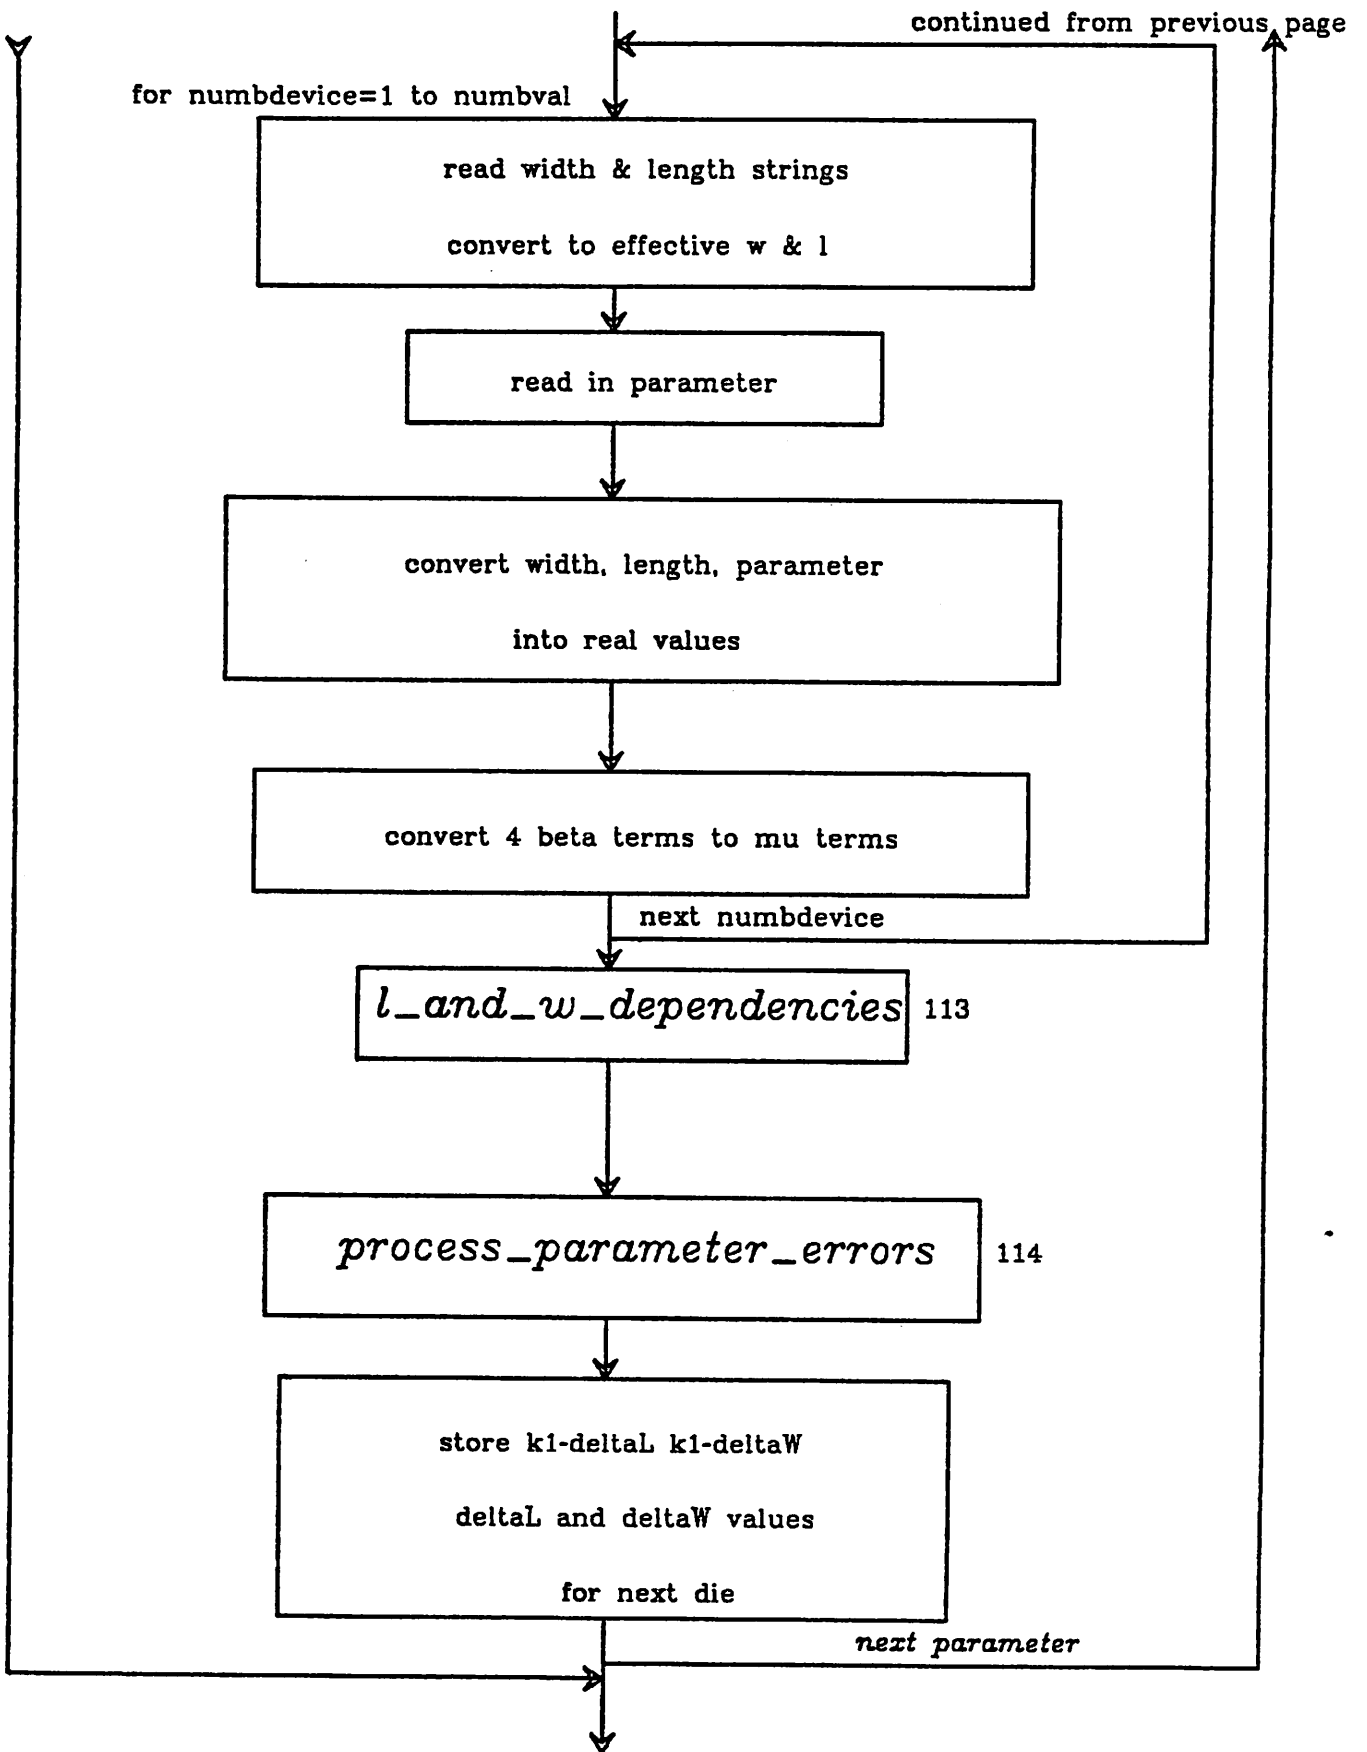 continued from previous page
for numbdevice=1 to numbval
read width & length strings
convert to effective w & l
read in parameter
convert width, length, parameter
into real values
convert 4 beta terms to mu terms
next numbdevice
l_and_w_dependencies 113
process_parameter_errors 114
store k1-deltaL k1-deltaW
deltaL and deltaW values
for next die
next parameter